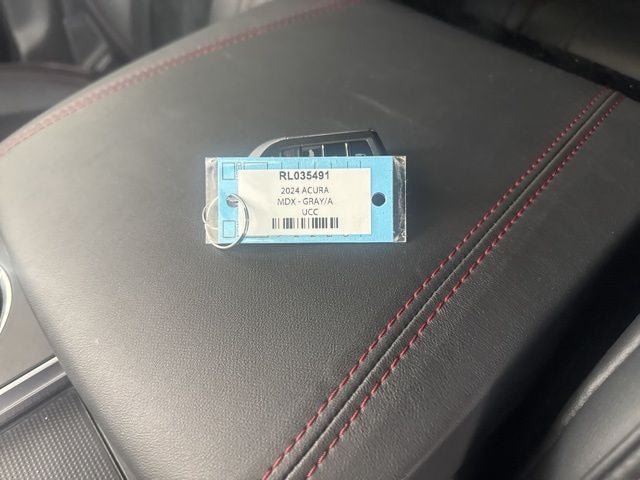 RL035491
2024 ACURA
MDX - GRAY/A
UCC